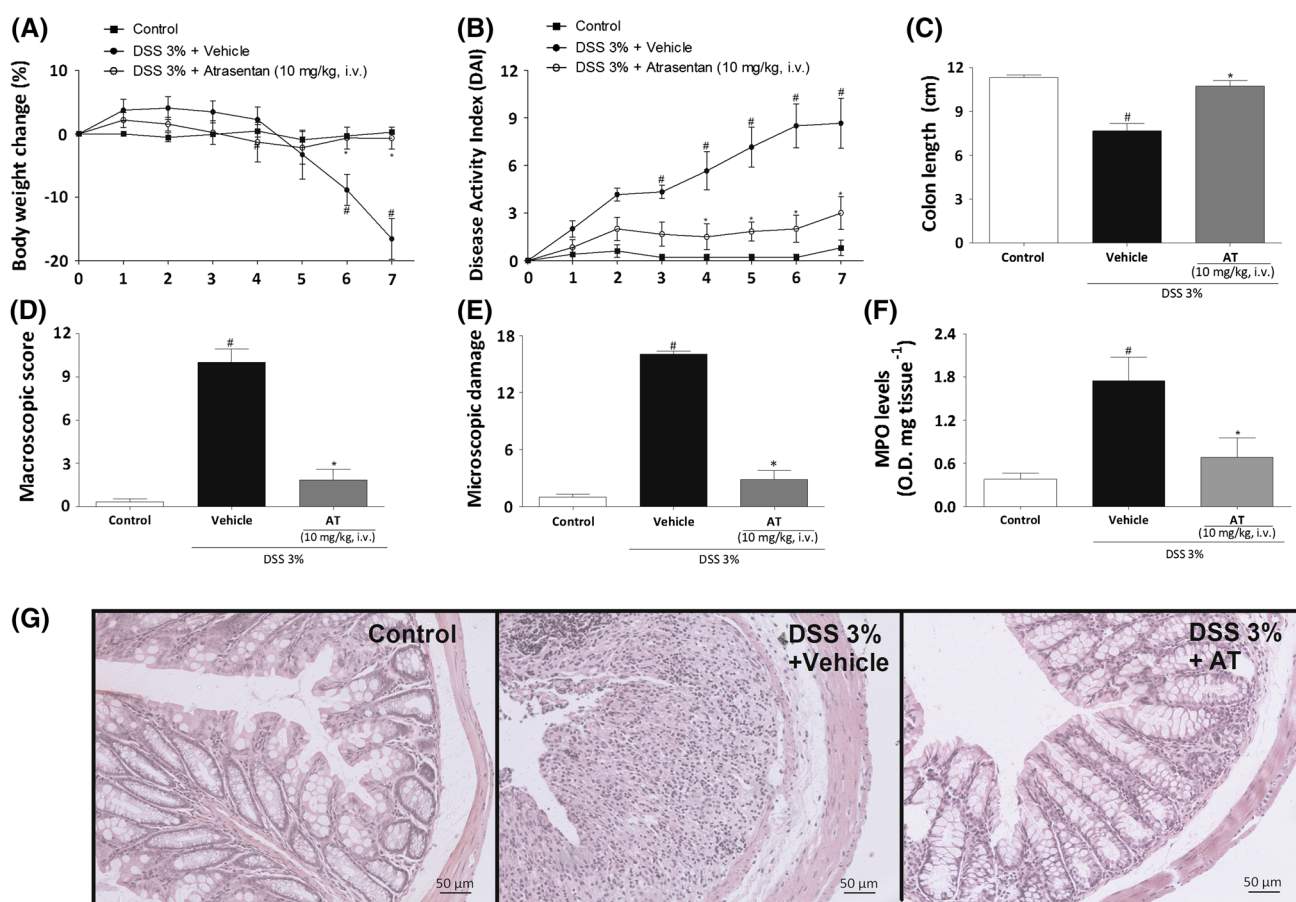 (A)
Control
DSS 3% + Vehicle
DSS 3% + Atrasentan (10 mg/kg, i.v.)
Body weight change (%)
10
0
-10
-20
# # #
* *
0 1 2 3 4 5 6 7
(B)
Control
DSS 3% + Vehicle
DSS 3% + Atrasentan (10 mg/kg, i.v.)
Disease Activity Index (DAI)
12
9
6
3
0
# # # # #
* * * * *
0 1 2 3 4 5 6 7
(C)
Colon length (cm)
12
9
6
3
0
#
*
Control Vehicle AT
(10 mg/kg, i.v.)
DSS 3%
(D)
Macroscopic score
12
9
6
3
0
#
*
Control Vehicle AT
(10 mg/kg, i.v.)
DSS 3%
(E)
Microscopic damage
18
12
6
0
#
*
Control Vehicle AT
(10 mg/kg, i.v.)
DSS 3%
(F)
MPO levels
(O.D. mg tissue⁻¹)
2.4
1.8
1.2
0.6
0.0
#
*
Control Vehicle AT
(10 mg/kg, i.v.)
DSS 3%
(G)
Control
50 µm
DSS 3%
+Vehicle
50 µm
DSS 3%
+ AT
50 µm